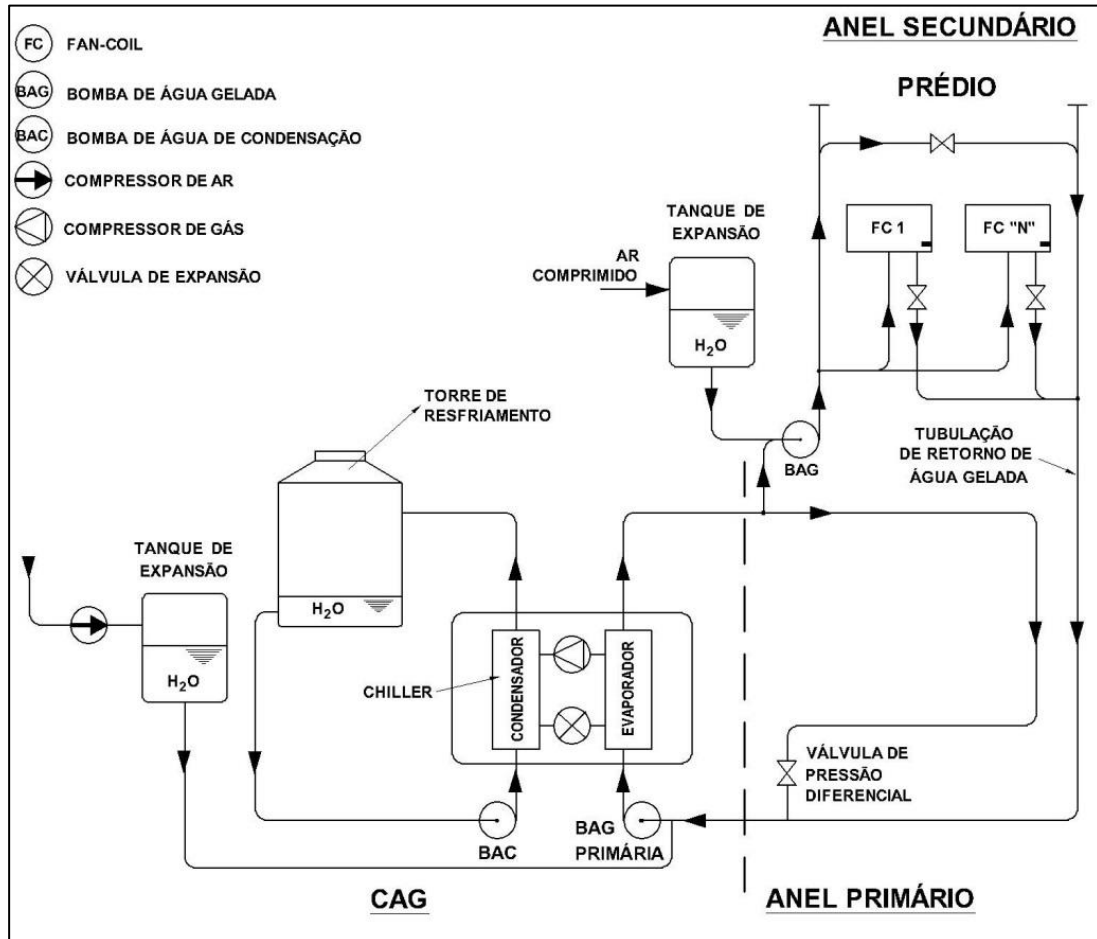 ANEL SECUNDÁRIO
PRÉDIO
FC FAN-COIL
BAG BOMBA DE ÁGUA GELADA
BAC BOMBA DE ÁGUA DE CONDENSAÇÃO
COMPRESSOR DE AR
COMPRESSOR DE GÁS
VÁLVULA DE EXPANSÃO
TANQUE DE
EXPANSÃO
AR
COMPRIMIDO
H2O
FC 1
FC "N"
BAG
TUBULAÇÃO
DE RETORNO DE
ÁGUA GELADA
TORRE DE
RESFRIAMENTO
H2O
TANQUE DE
EXPANSÃO
H2O
CHILLER
CONDENSADOR
EVAPORADOR
VÁLVULA DE
PRESSÃO
DIFERENCIAL
BAC
BAG
PRIMÁRIA
CAG
ANEL PRIMÁRIO